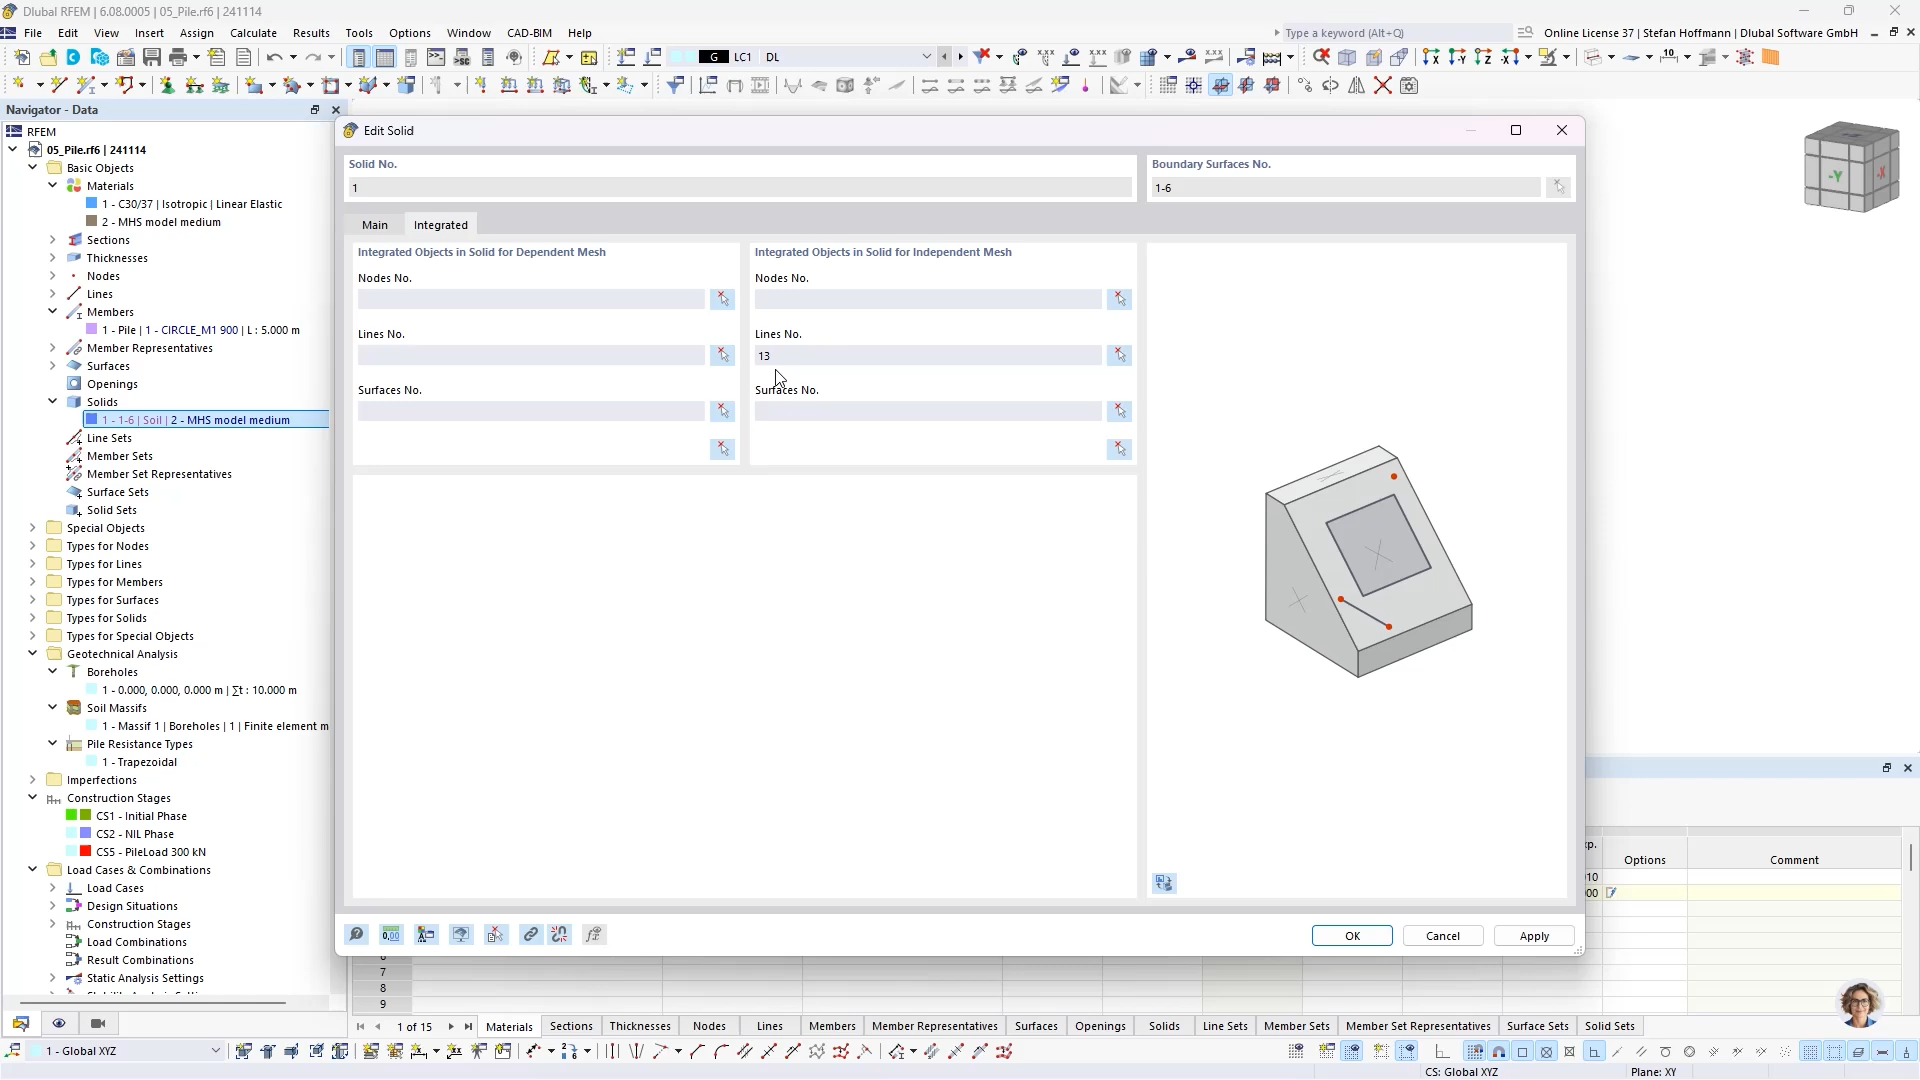 Dlubal RFEM | 6.08.0005 | 05_Pile.rf6 | 241114
File Edit View Insert Assign Calculate Results Tools Options Window CAD-BIM Help
Type a keyword (Alt+Q)
Online License 37 | Stefan Hoffmann | Dlubal Software GmbH
G LC1 DL
Navigator - Data
RFEM
05_Pile.rf6 | 241114
Basic Objects
Materials
1 - C30/37 | Isotropic | Linear Elastic
2 - MHS model medium
Sections
Thicknesses
Nodes
Lines
Members
1 - Pile | 1 - CIRCLE_M1 900 | L : 5.000 m
Member Representatives
Surfaces
Openings
Solids
1 - 1-6 | Soil | 2 - MHS model medium
Line Sets
Member Sets
Member Set Representatives
Surface Sets
Solid Sets
Special Objects
Types for Nodes
Types for Lines
Types for Members
Types for Surfaces
Types for Solids
Types for Special Objects
Geotechnical Analysis
Boreholes
1 - 0.000, 0.000, 0.000 m | ∑t : 10.000 m
Soil Massifs
1 - Massif 1 | Boreholes | 1 | Finite element m
Pile Resistance Types
1 - Trapezoidal
Imperfections
Construction Stages
CS1 - Initial Phase
CS2 - NIL Phase
CS5 - PileLoad 300 kN
Load Cases & Combinations
Load Cases
Design Situations
Construction Stages
Load Combinations
Result Combinations
Static Analysis Settings
Edit Solid
Solid No.
1
Boundary Surfaces No.
1-6
Main Integrated
Integrated Objects in Solid for Dependent Mesh
Nodes No.
Lines No.
Surfaces No.
Integrated Objects in Solid for Independent Mesh
Nodes No.
Lines No.
13
Surfaces No.
OK Cancel Apply
-Y -X
Options Comment
7
8
9
1 of 15
Materials Sections Thicknesses Nodes Lines Members Member Representatives Surfaces Openings Solids Line Sets Member Sets Member Set Representatives Surface Sets Solid Sets
1 - Global XYZ
CS: Global XYZ
Plane: XY